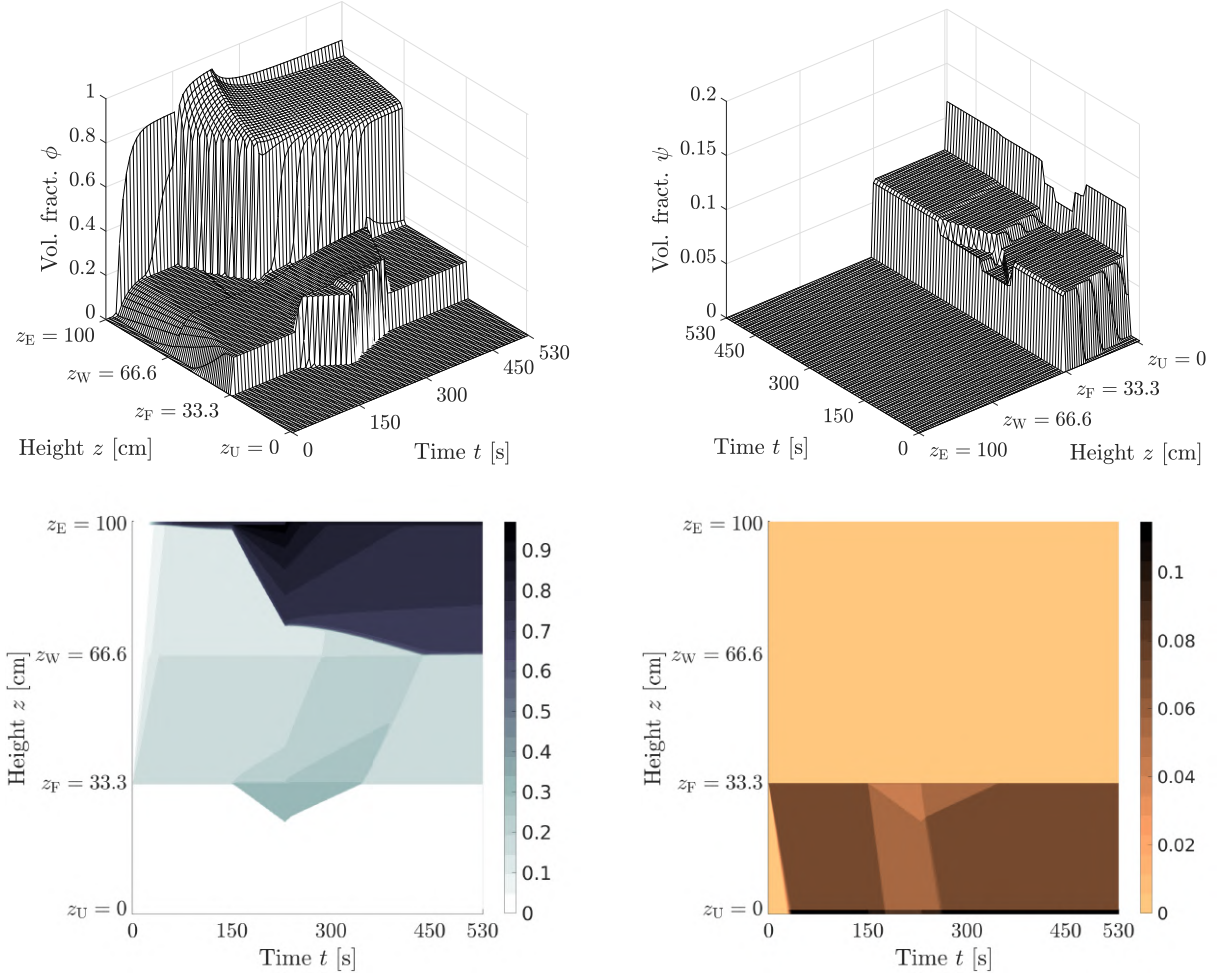 Vol. fract. ϕ
1
0.8
0.6
0.4
0.2
0
z_E = 100
z_W = 66.6
z_F = 33.3
z_U = 0
Height z [cm]
0
150
300
450
530
Time t [s]
Vol. fract. ψ
0.2
0.15
0.1
0.05
0
530
450
300
150
0
Time t [s]
z_U = 0
z_F = 33.3
z_W = 66.6
z_E = 100
Height z [cm]
Height z [cm]
z_E = 100
z_W = 66.6
z_F = 33.3
z_U = 0
0 150 300 450 530
Time t [s]
0.9
0.8
0.7
0.6
0.5
0.4
0.3
0.2
0.1
0
Height z [cm]
z_E = 100
z_W = 66.6
z_F = 33.3
z_U = 0
0 150 300 450 530
Time t [s]
0.1
0.08
0.06
0.04
0.02
0